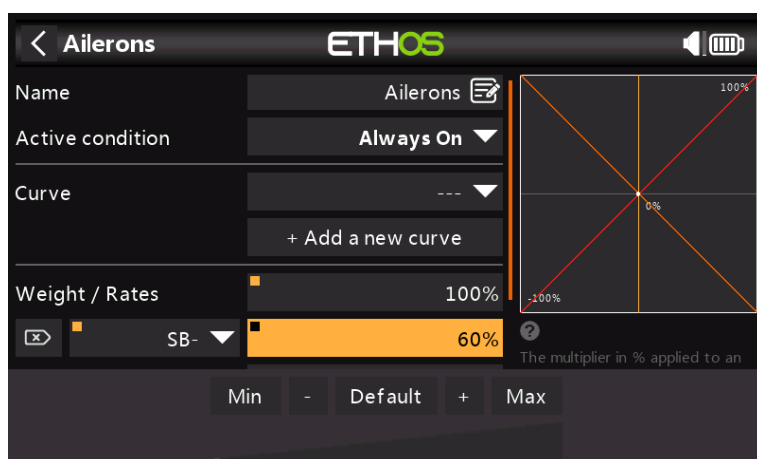 Ailerons
ETHOS
Name
Ailerons
Active condition
Always On
Curve
---
+ Add a new curve
Weight / Rates
100%
SB-
60%
100%
0%
-100%
?
The multiplier in % applied to an
Min - Default + Max